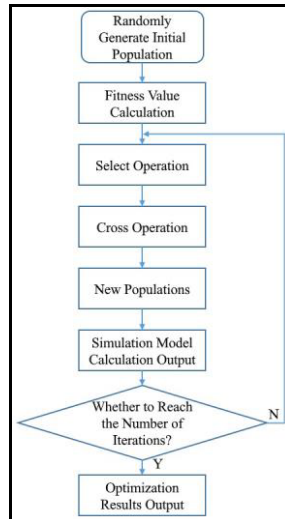 Randomly
Generate Initial
Population
Fitness Value
Calculation
Select Operation
Cross Operation
New Populations
Simulation Model
Calculation Output
Whether to Reach
the Number of
Iterations?
N
Y
Optimization
Results Output